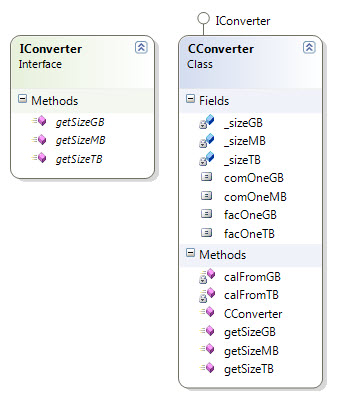 IConverter
Interface
Methods
getSizeGB
getSizeMB
getSizeTB
IConverter
CConverter
Class
Fields
_sizeGB
_sizeMB
_sizeTB
comOneGB
comOneMB
facOneGB
facOneTB
Methods
calFromGB
calFromTB
CConverter
getSizeGB
getSizeMB
getSizeTB